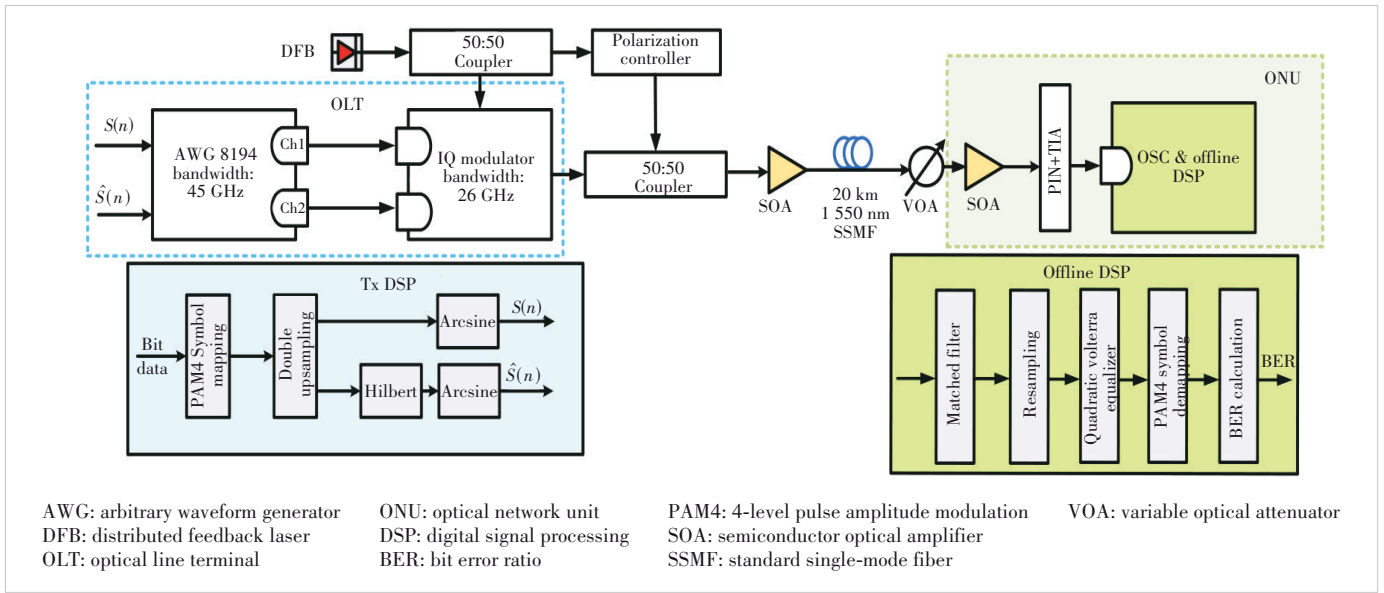 DFB
50:50
Coupler
Polarization
controller
OLT
S(n)
Ŝ(n)
AWG 8194
bandwidth:
45 GHz
Ch1
Ch2
IQ modulator
bandwidth:
26 GHz
50:50
Coupler
SOA
20 km
1 550 nm
SSMF
VOA
ONU
SOA
PIN+TIA
OSC & offline
DSP
Tx DSP
Bit
data
PAM4 Symbol
mapping
Double
upsampling
Arcsine
S(n)
Hilbert
Arcsine
Ŝ(n)
Offline DSP
Matched filter
Resampling
Quadratic volterra
equalizer
PAM4 symbol
demapping
BER calculation
BER
AWG: arbitrary waveform generator
DFB: distributed feedback laser
OLT: optical line terminal
ONU: optical network unit
DSP: digital signal processing
BER: bit error ratio
PAM4: 4-level pulse amplitude modulation
SOA: semiconductor optical amplifier
SSMF: standard single-mode fiber
VOA: variable optical attenuator